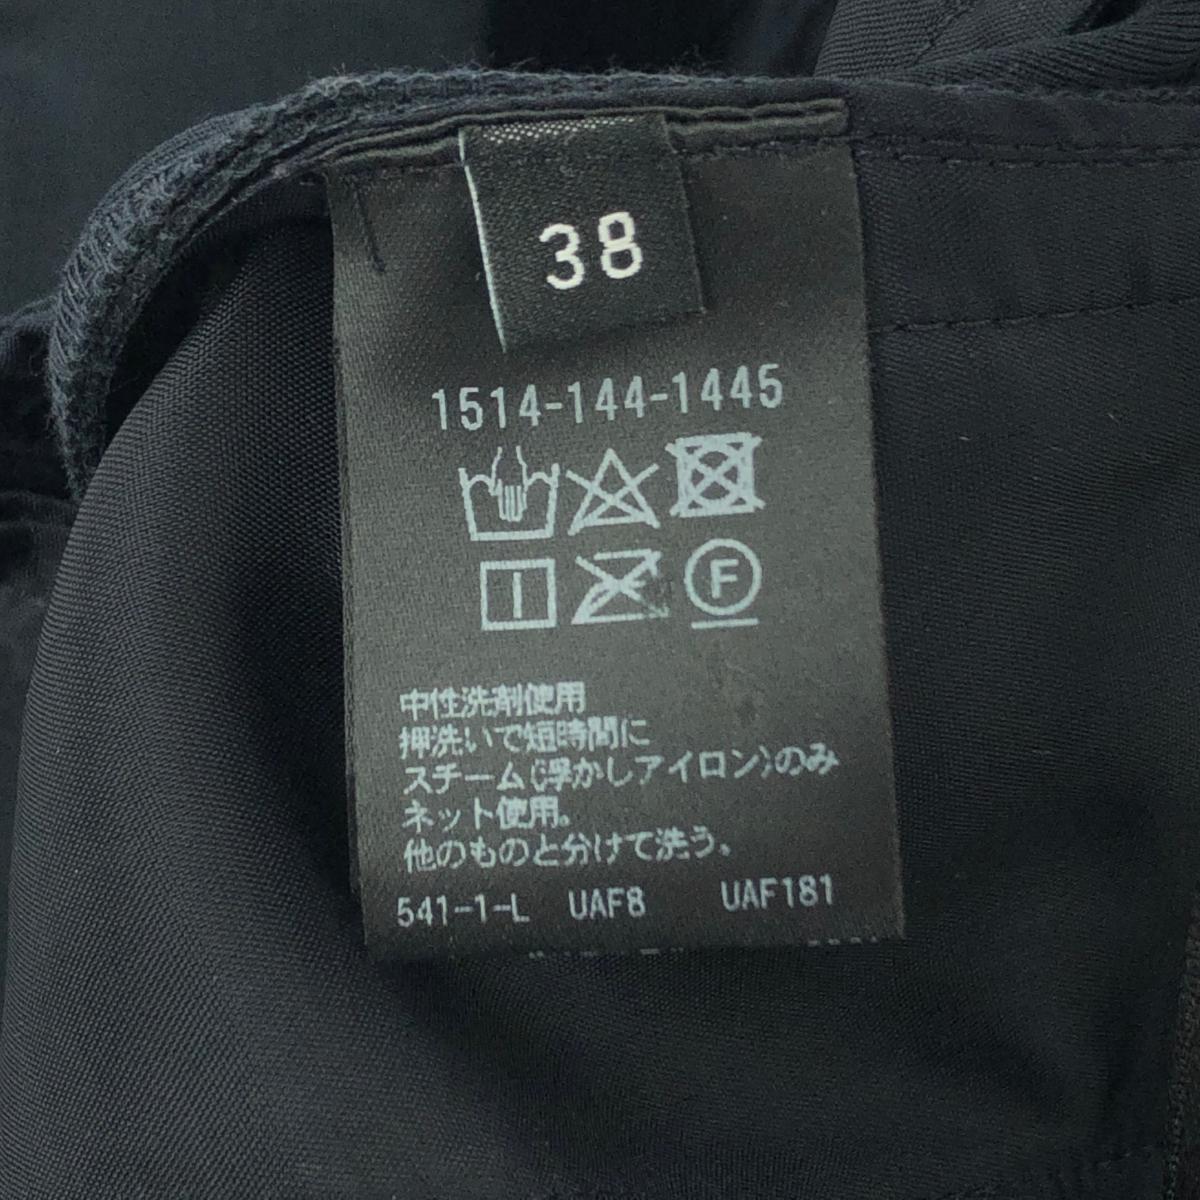 38
1514-144-1445
F
中性洗剤使用
押洗いで短時間に
スチーム(浮かしアイロン)のみ
ネット使用。
他のものと分けて洗う。
541-1-L UAF8 UAF181